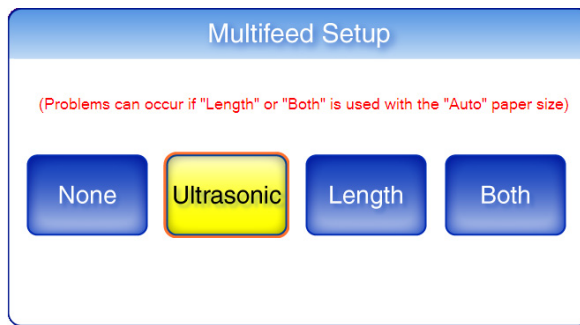 Multifeed Setup
(Problems can occur if "Length" or "Both" is used with the "Auto" paper size)
None Ultrasonic Length Both